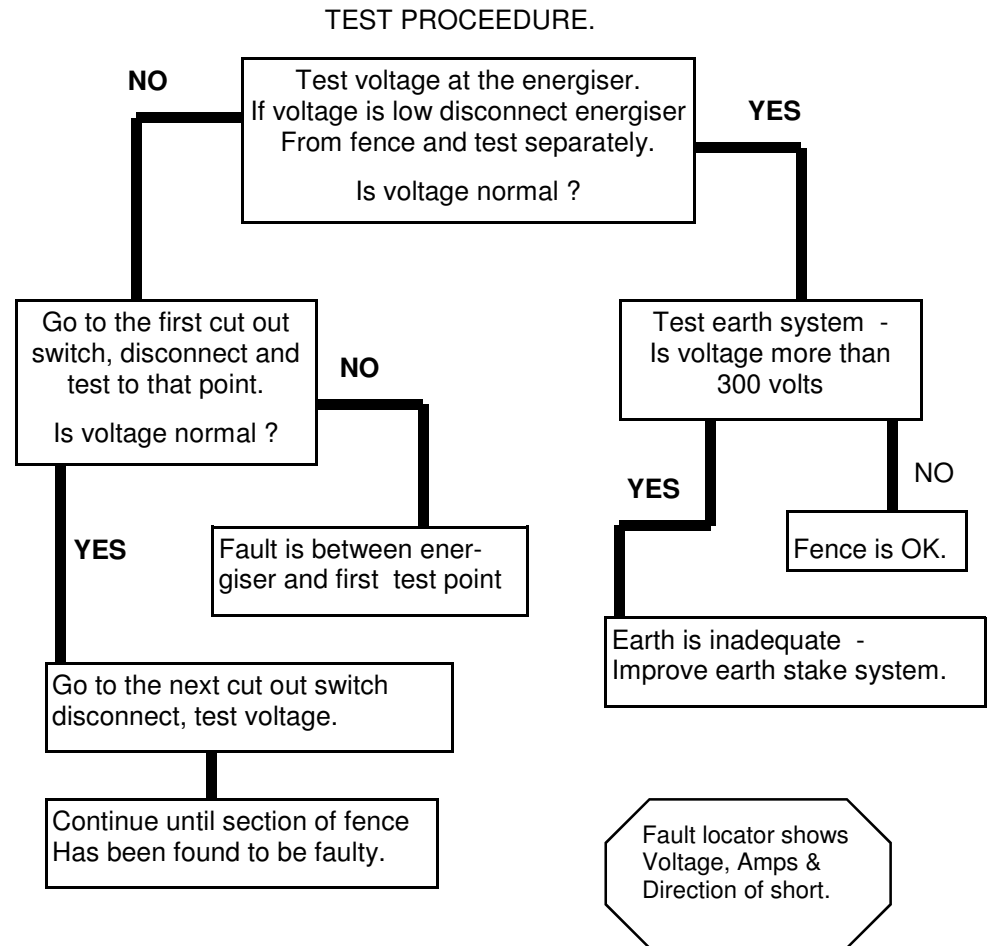 TEST PROCEEDURE.
NO
Test voltage at the energiser.
If voltage is low disconnect energiser
From fence and test separately.
Is voltage normal ?
YES
Go to the first cut out
switch, disconnect and
test to that point.
Is voltage normal ?
NO
Test earth system -
Is voltage more than
300 volts
YES
NO
YES
Fault is between ener-
giser and first test point
Fence is OK.
Earth is inadequate -
Improve earth stake system.
Go to the next cut out switch
disconnect, test voltage.
Continue until section of fence
Has been found to be faulty.
Fault locator shows
Voltage, Amps &
Direction of short.